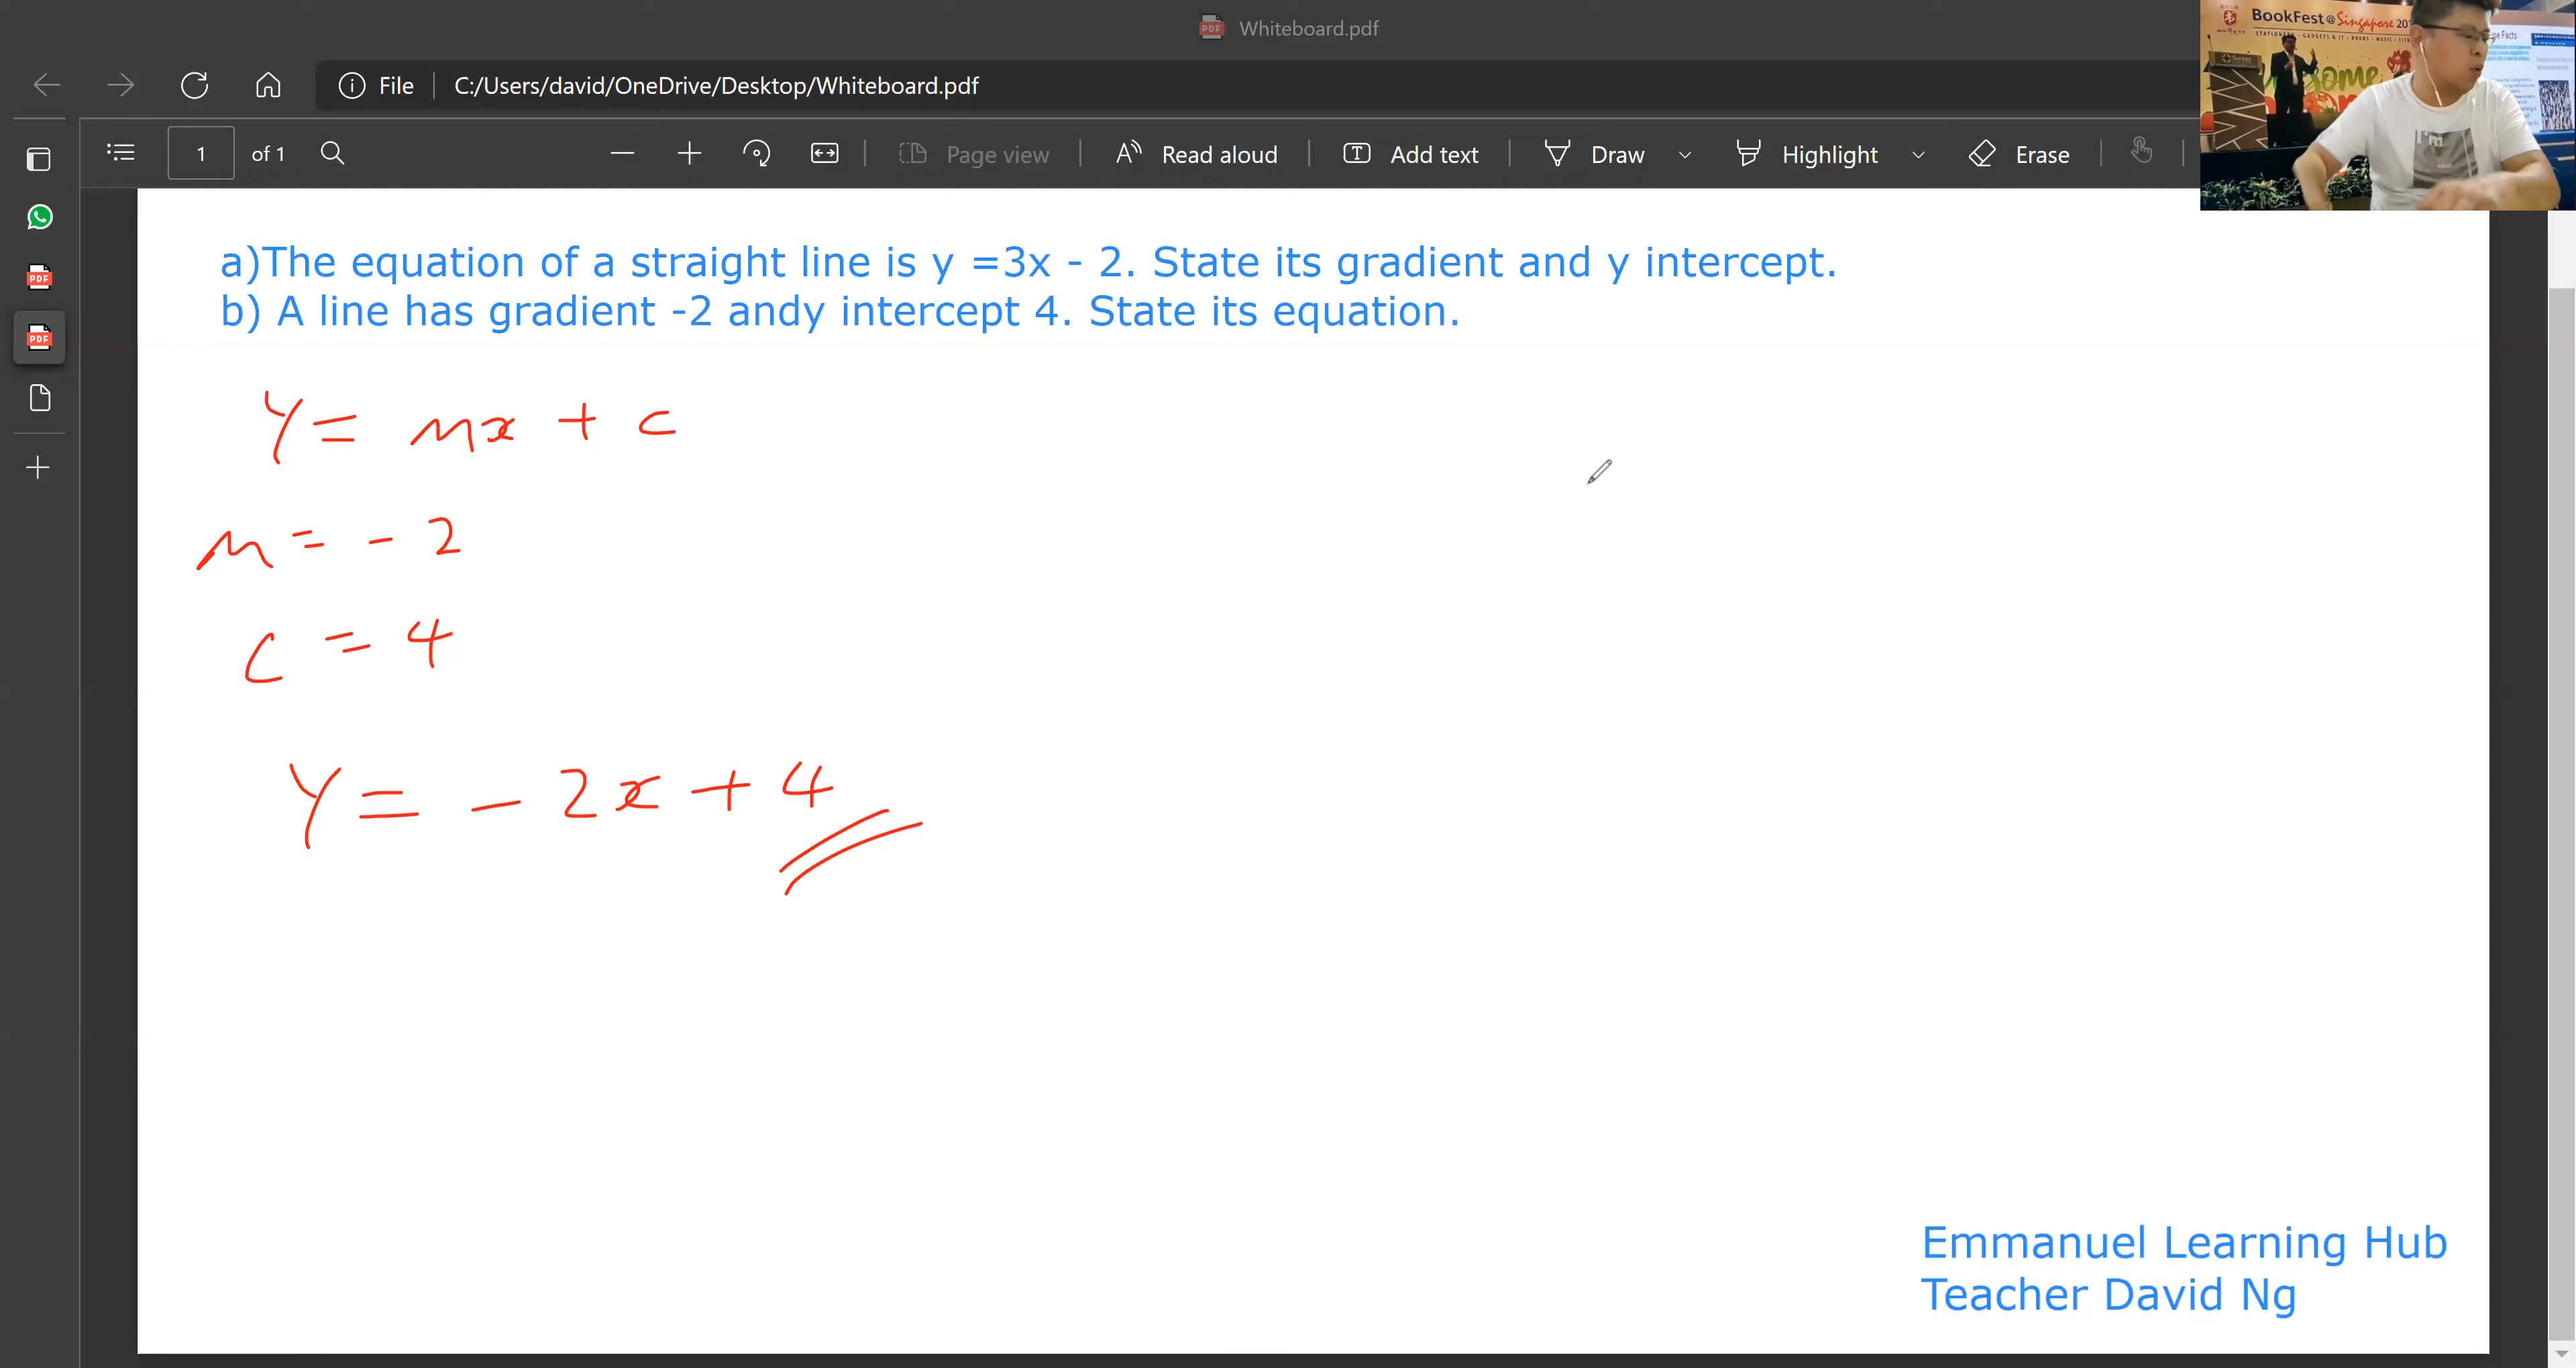 Whiteboard.pdf
File
C:/Users/david/OneDrive/Desktop/Whiteboard.pdf
1 of 1
Page view
Read aloud
Add text
Draw
Highlight
Erase
BookFest@Singapore
a)The equation of a straight line is y =3x - 2. State its gradient and y intercept.
b) A line has gradient -2 andy intercept 4. State its equation.
y = mx + c
m = - 2
c = 4
y = - 2x + 4
Emmanuel Learning Hub
Teacher David Ng